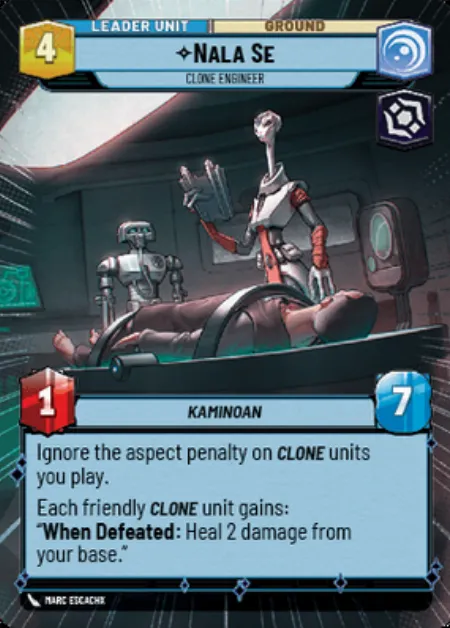 LEADER UNIT GROUND
4
NALA SE
CLONE ENGINEER
1
KAMINOAN
7
Ignore the aspect penalty on CLONE units
you play.
Each friendly CLONE unit gains:
“When Defeated: Heal 2 damage from
your base.”
MARC ESCACHX